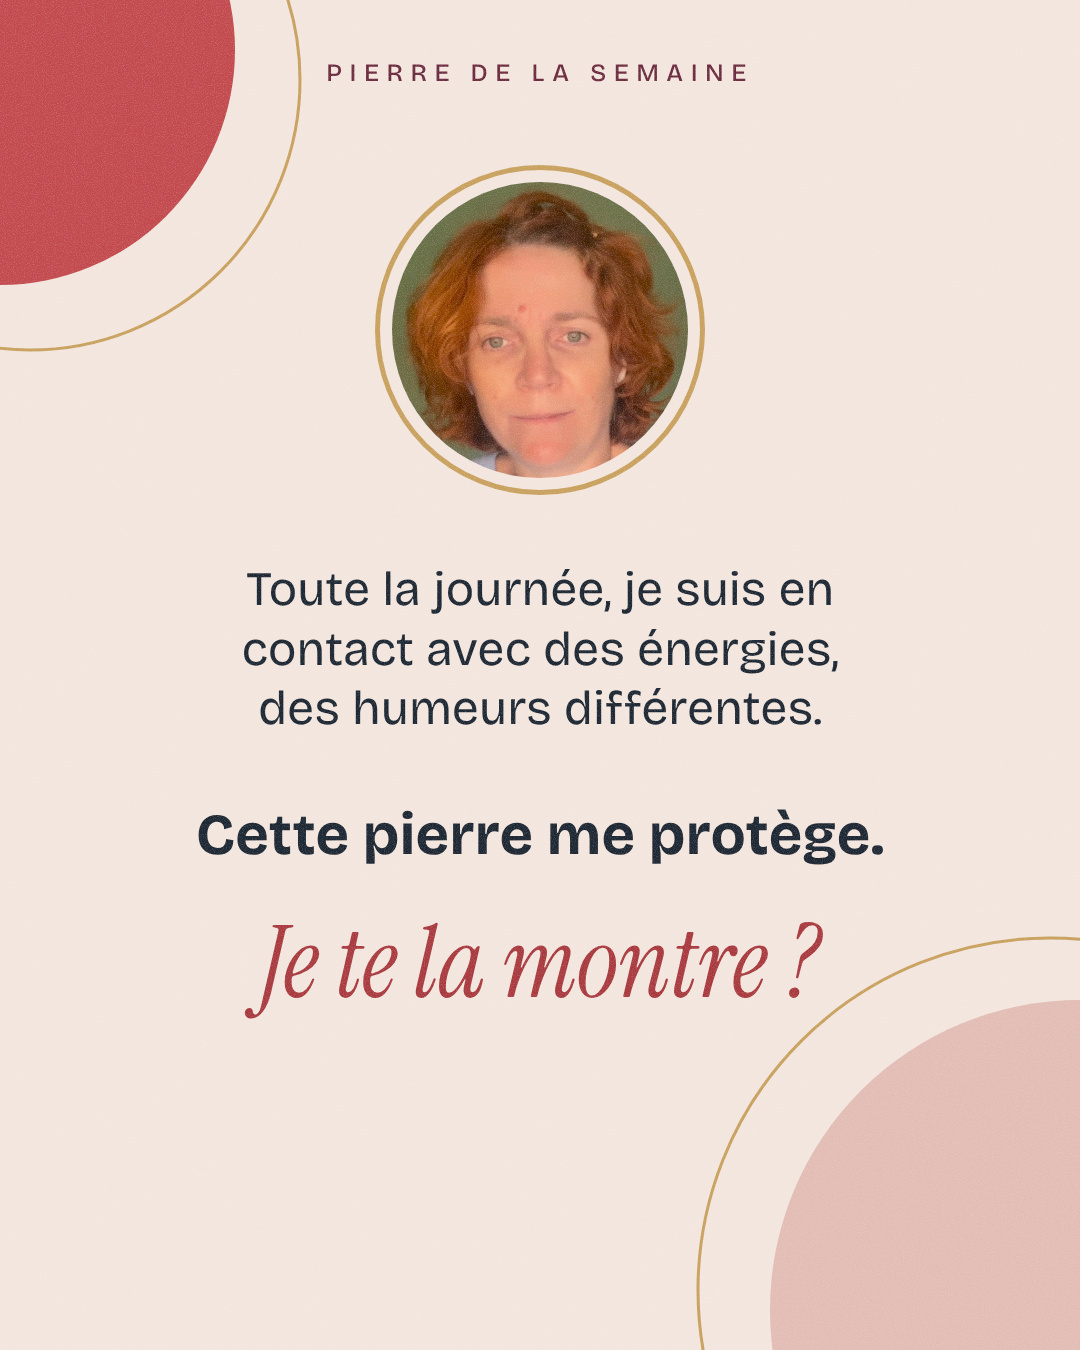 PIERRE DE LA SEMAINE
Toute la journée, je suis en
contact avec des énergies,
des humeurs différentes.
Cette pierre me protège.
Je te la montre ?